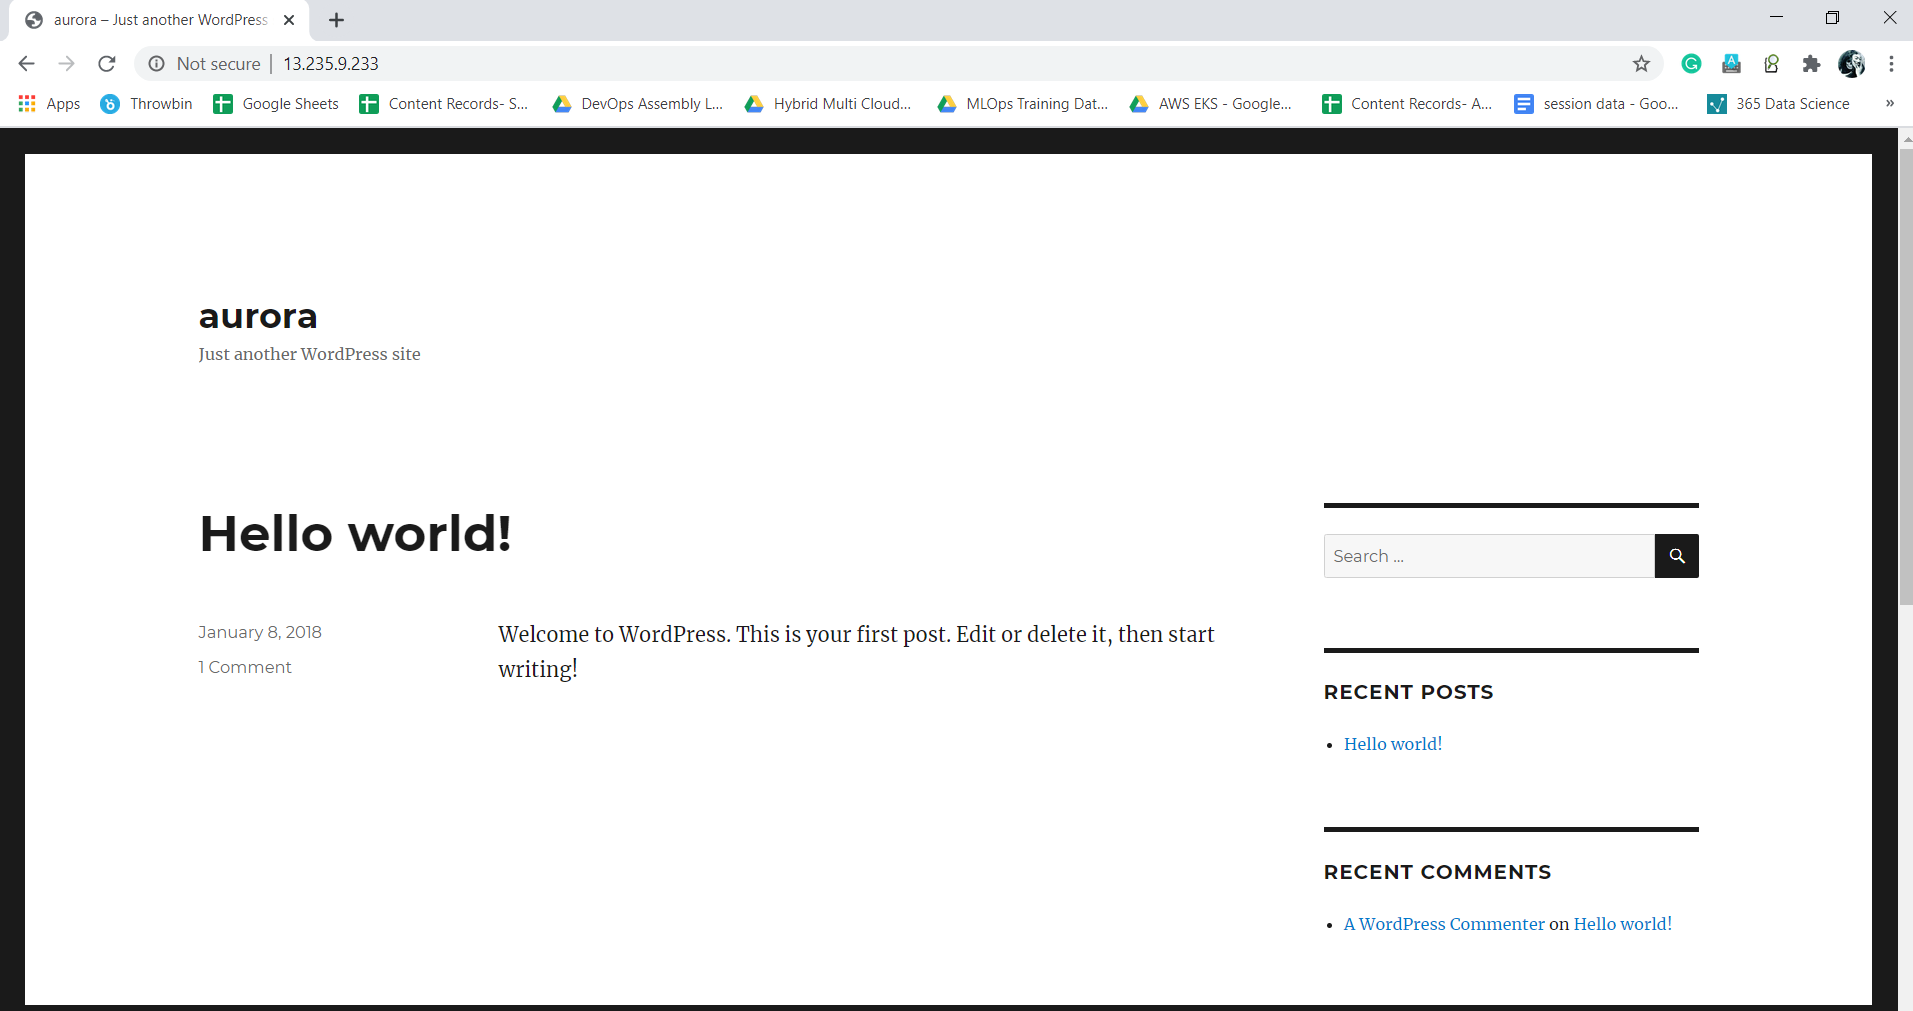 aurora – Just another WordPress
Not secure 13.235.9.233
Apps Throwbin Google Sheets Content Records- S... DevOps Assembly L... Hybrid Multi Cloud... MLOps Training Dat... AWS EKS - Google... Content Records- A... session data - Goo... 365 Data Science »
aurora
Just another WordPress site
Hello world!
January 8, 2018
1 Comment
Welcome to WordPress. This is your first post. Edit or delete it, then start
writing!
Search ...
RECENT POSTS
Hello world!
RECENT COMMENTS
A WordPress Commenter on Hello world!